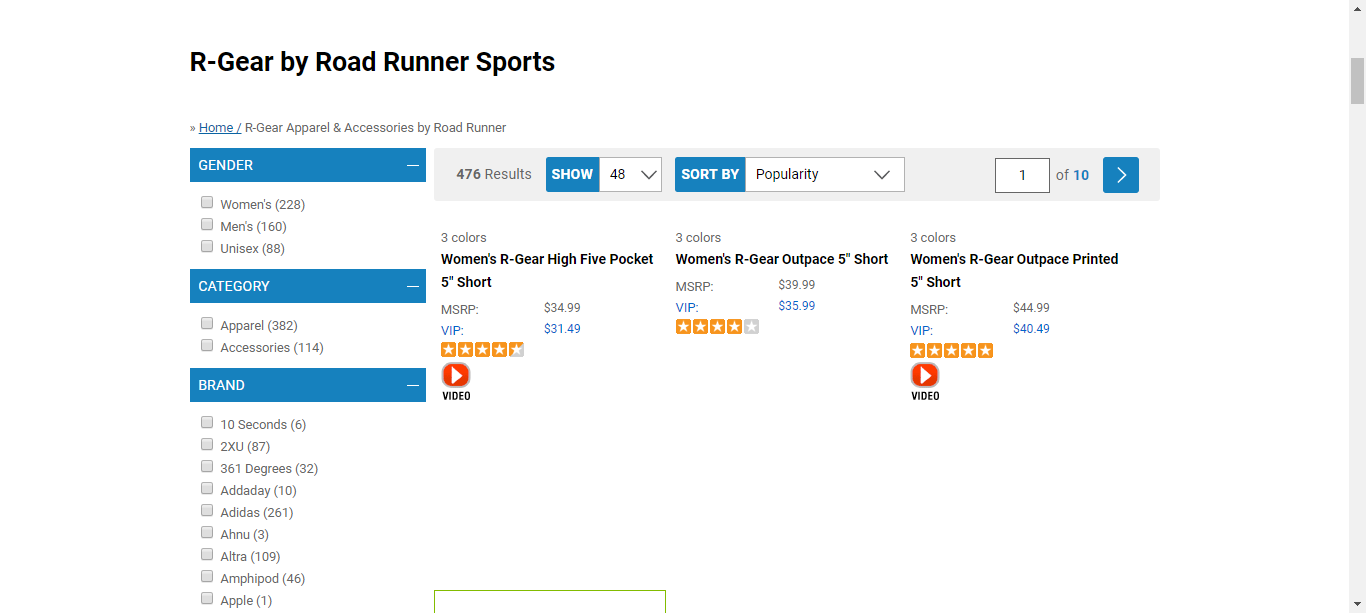 R-Gear by Road Runner Sports
» Home / R-Gear Apparel & Accessories by Road Runner
GENDER
Women's (228)
Men's (160)
Unisex (88)
CATEGORY
Apparel (382)
Accessories (114)
BRAND
10 Seconds (6)
2XU (87)
361 Degrees (32)
Addaday (10)
Adidas (261)
Ahnu (3)
Altra (109)
Amphipod (46)
Apple (1)
476 Results SHOW 48 SORT BY Popularity 1 of 10
3 colors
Women's R-Gear High Five Pocket
5" Short
MSRP: $34.99
VIP: $31.49
VIDEO
3 colors
Women's R-Gear Outpace 5" Short
MSRP: $39.99
VIP: $35.99
3 colors
Women's R-Gear Outpace Printed
5" Short
MSRP: $44.99
VIP: $40.49
VIDEO